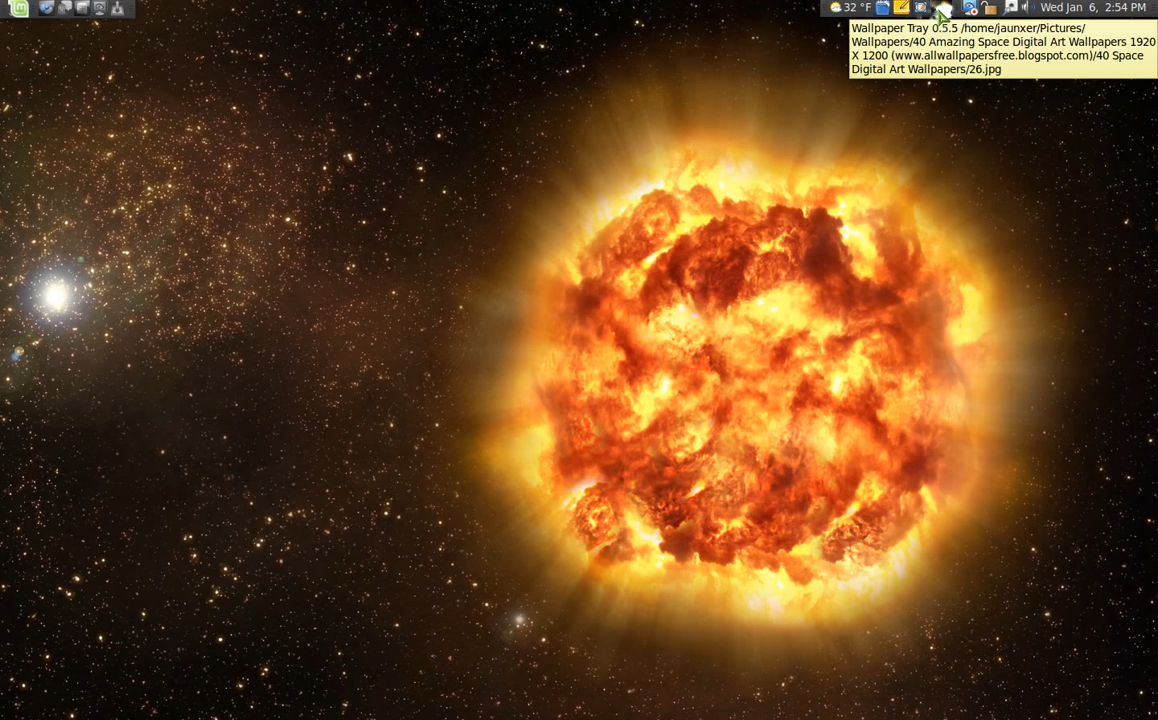 32 °F
Wed Jan 6, 2:54 PM
Wallpaper Tray 0.5.5 /home/jaunxer/Pictures/
Wallpapers/40 Amazing Space Digital Art Wallpapers 1920
X 1200 (www.allwallpapersfree.blogspot.com)/40 Space
Digital Art Wallpapers/26.jpg